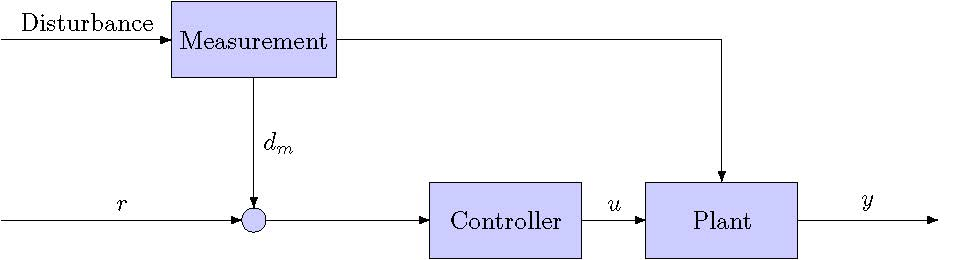 Disturbance
Measurement
d_m
r
Controller
u
Plant
y